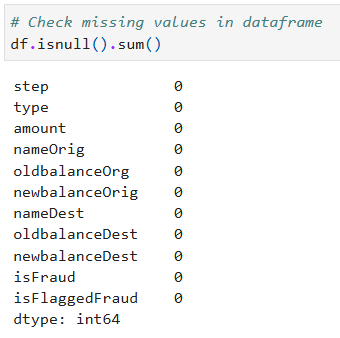 # Check missing values in dataframe
df.isnull().sum()
step 0
type 0
amount 0
nameOrig 0
oldbalanceOrg 0
newbalanceOrig 0
nameDest 0
oldbalanceDest 0
newbalanceDest 0
isFraud 0
isFlaggedFraud 0
dtype: int64